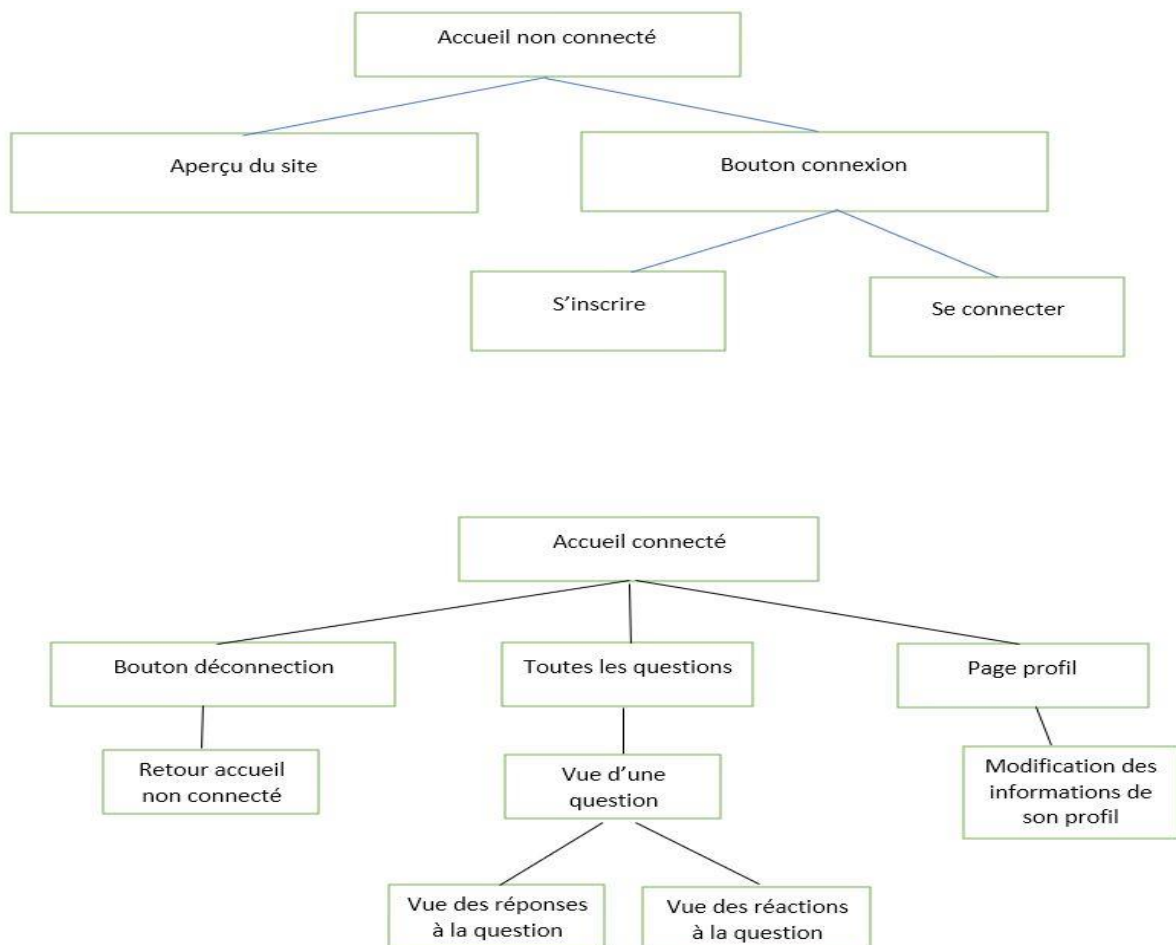 Accueil non connecté
Aperçu du site
Bouton connexion
S’inscrire
Se connecter
Accueil connecté
Bouton déconnection
Toutes les questions
Page profil
Retour accueil
non connecté
Vue d’une
question
Modification des
informations de
son profil
Vue des réponses
à la question
Vue des réactions
à la question